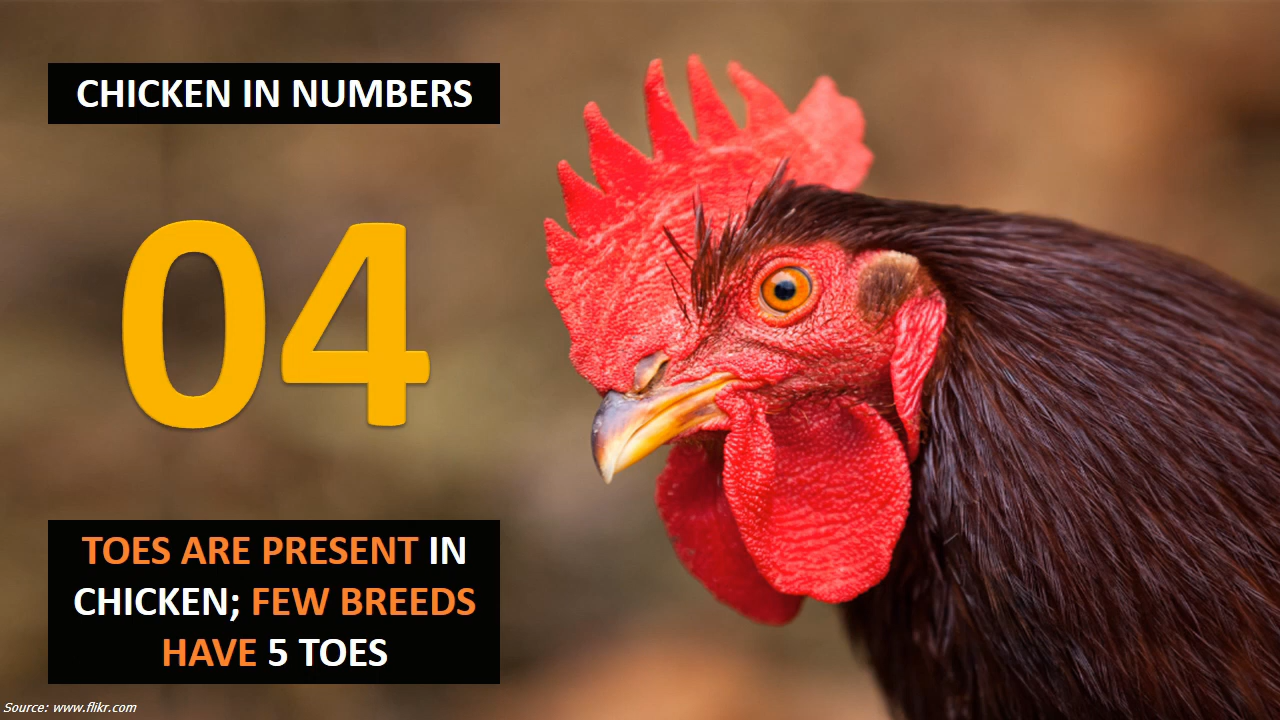 CHICKEN IN NUMBERS
04
TOES ARE PRESENT IN
CHICKEN; FEW BREEDS
HAVE 5 TOES
Source: www.flikr.com